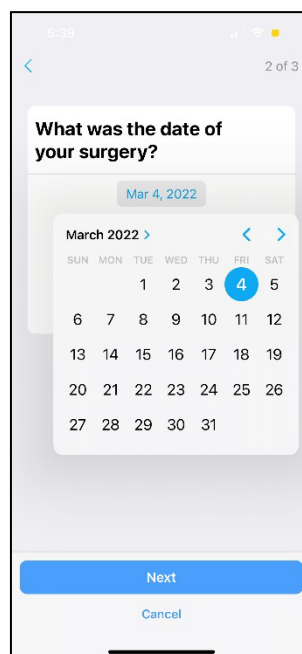 5:39
2 of 3
What was the date of
your surgery?
Mar 4, 2022
March 2022 >
SUN MON TUE WED THU FRI SAT
1 2 3 4 5
6 7 8 9 10 11 12
13 14 15 16 17 18 19
20 21 22 23 24 25 26
27 28 29 30 31
Next
Cancel